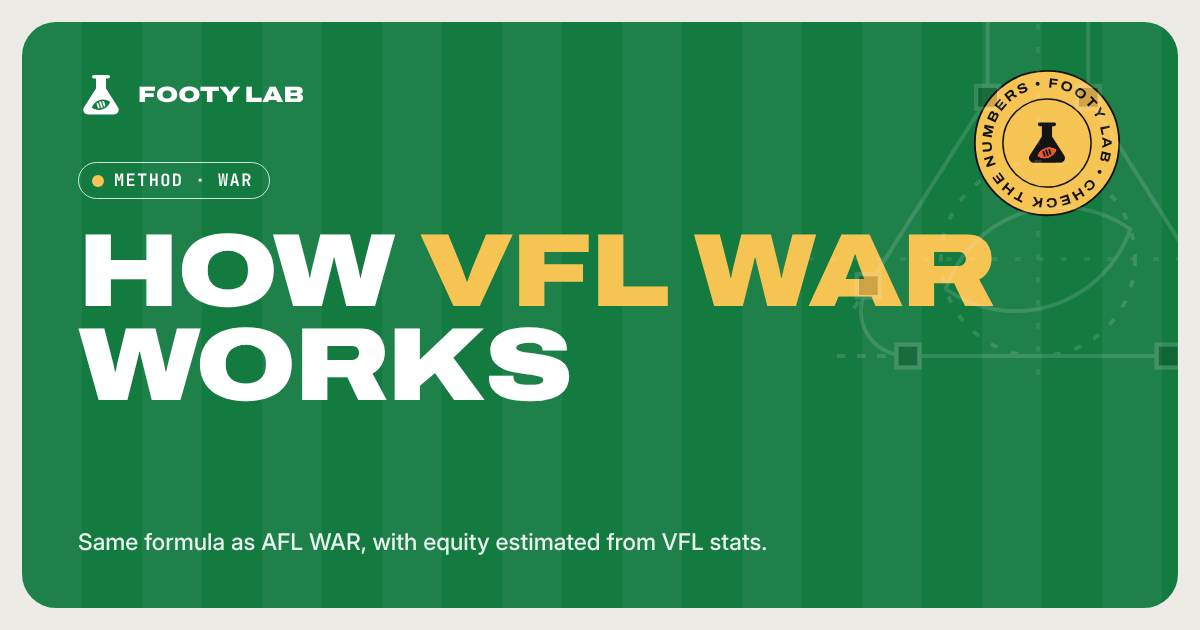 FOOTY LAB
FOOTY LAB • CHECK THE NUMBERS •
METHOD · WAR
HOW VFL WAR
WORKS
Same formula as AFL WAR, with equity estimated from VFL stats.